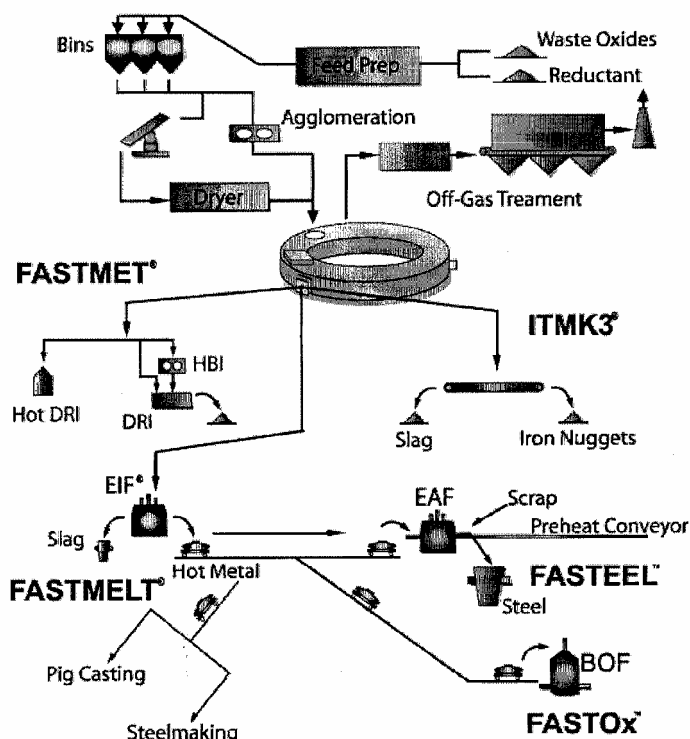 Bins
Feed Prep
Waste Oxides
Reductant
Agglomeration
Dryer
Off-Gas Treament
FASTMET®
ITMK3®
HBI
Hot DRI
DRI
Slag
Iron Nuggets
EIF®
EAF
Scrap
Preheat Conveyor
Slag
Hot Metal
FASTMELT®
FASTEEL™
Steel
Pig Casting
BOF
Steelmaking
FASTOx™